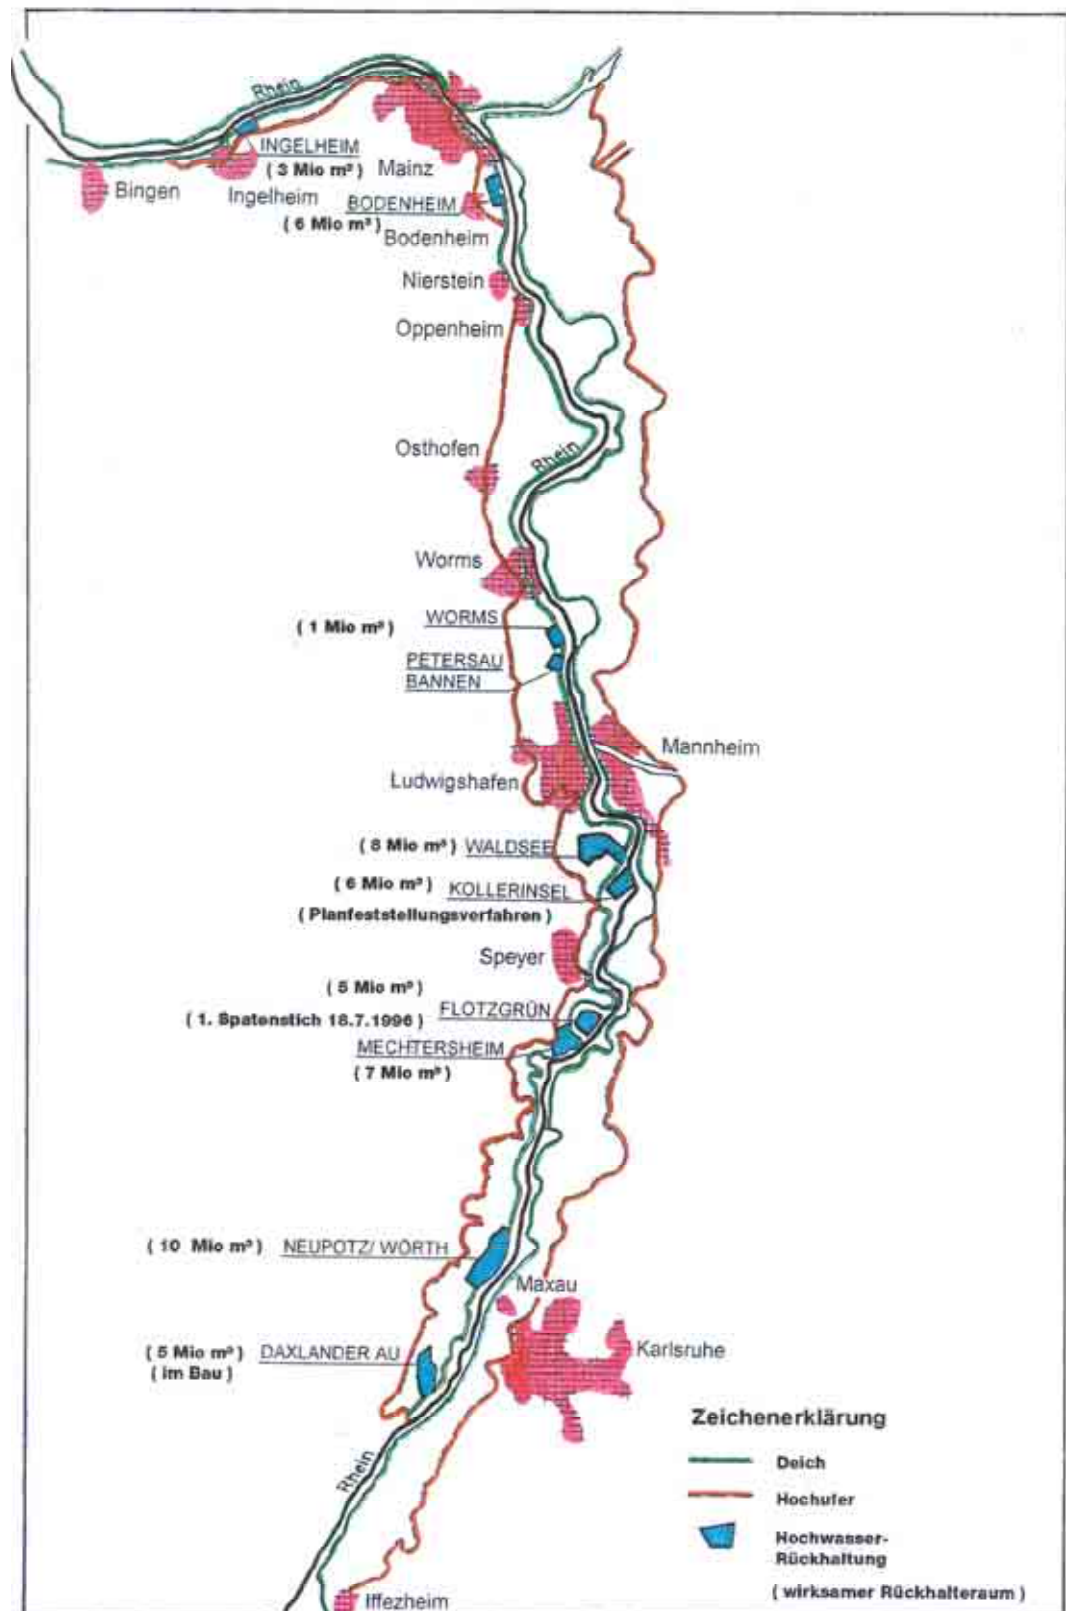 Rhein
INGELHEIM
( 3 Mio m³ )
Mainz
Bingen
Ingelheim
BODENHEIM
( 6 Mio m³ )
Bodenheim
Nierstein
Oppenheim
Osthofen
Rhein
Worms
( 1 Mio m³ )
WORMS
PETERSAU
BANNEN
Mannheim
Ludwigshafen
( 8 Mio m³ ) WALDSEE
( 6 Mio m³ )
KOLLERINSEL
( Planfeststellungsverfahren )
Speyer
( 5 Mio m³ )
FLOTZGRÜN
( 1. Spatenstich 18.7.1996 )
MECHTERSHEIM
( 7 Mio m³ )
( 10 Mio m³ ) NEUPOTZ/ WÖRTH
Maxau
( 5 Mio m³ ) DAXLANDER AU
( im Bau )
Karlsruhe
Rhein
Iffezheim
Zeichenerklärung
Deich
Hochufer
Hochwasser-
Rückhaltung
( wirksamer Rückhalteraum )